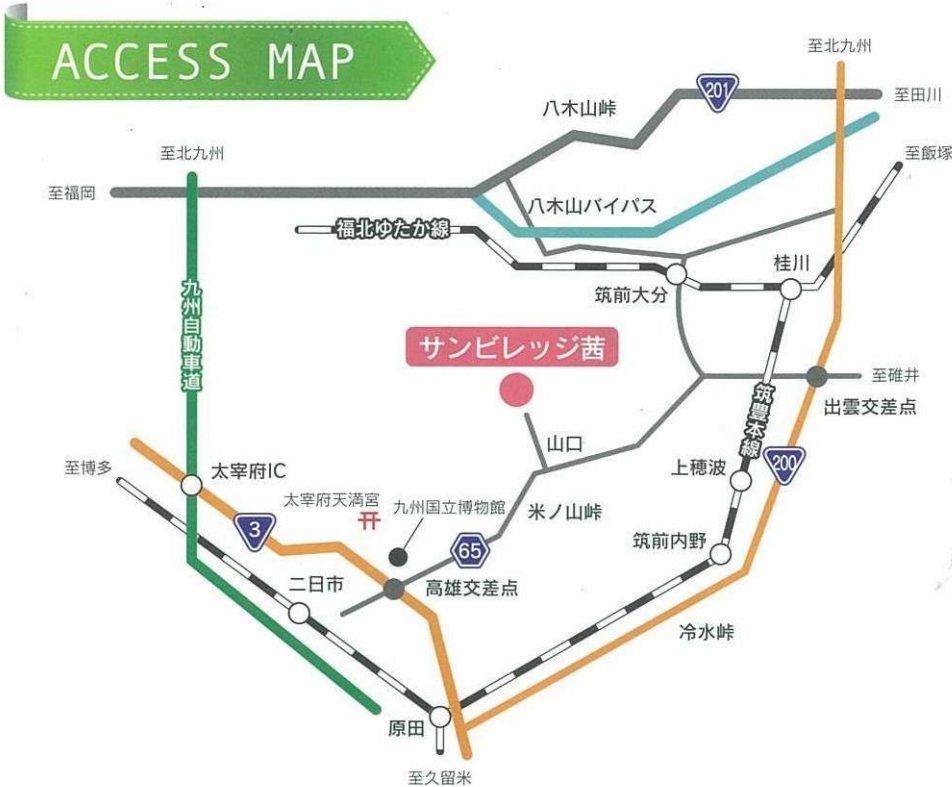 ACCESS MAP
至北九州
201
至田川
八木山峠
至北九州
至飯塚
至福岡
八木山バイパス
福北ゆたか線
桂川
筑前大分
九州自動車道
サンビレッジ茜
至碓井
出雲交差点
筑豊本線
山口
200
至博多
太宰府IC
上穂波
太宰府天満宮
九州国立博物館
米ノ山峠
3
65
筑前内野
二日市
高雄交差点
冷水峠
原田
至久留米